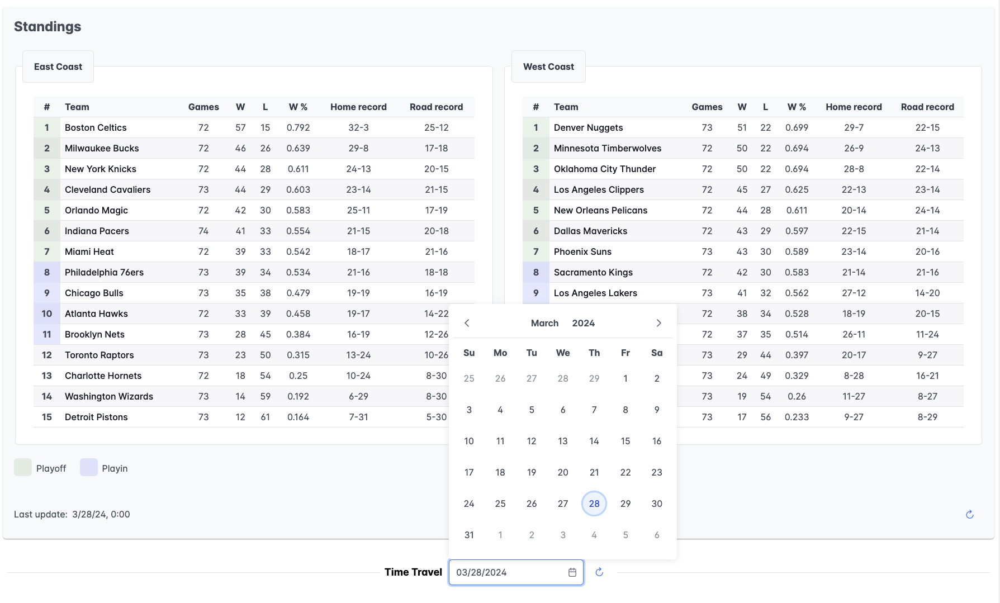 Standings
East Coast
# Team Games W L W % Home record Road record
1 Boston Celtics 72 57 15 0.792 32-3 25-12
2 Milwaukee Bucks 72 46 26 0.639 29-8 17-18
3 New York Knicks 72 44 28 0.611 24-13 20-15
4 Cleveland Cavaliers 73 44 29 0.603 23-14 21-15
5 Orlando Magic 72 42 30 0.583 25-11 17-19
6 Indiana Pacers 74 41 33 0.554 21-15 20-18
7 Miami Heat 72 39 33 0.542 18-17 21-16
8 Philadelphia 76ers 73 39 34 0.534 21-16 18-18
9 Chicago Bulls 73 35 38 0.479 19-19 16-19
10 Atlanta Hawks 72 33 39 0.458 19-17 14-22
11 Brooklyn Nets 73 28 45 0.384 16-19 12-26
12 Toronto Raptors 73 23 50 0.315 13-24 10-26
13 Charlotte Hornets 72 18 54 0.25 10-24 8-30
14 Washington Wizards 73 14 59 0.192 6-29 8-30
15 Detroit Pistons 73 12 61 0.164 7-31 5-30
West Coast
# Team Games W L W % Home record Road record
1 Denver Nuggets 73 51 22 0.699 29-7 22-15
2 Minnesota Timberwolves 72 50 22 0.694 26-9 24-13
3 Oklahoma City Thunder 72 50 22 0.694 28-8 22-14
4 Los Angeles Clippers 72 45 27 0.625 22-13 23-14
5 New Orleans Pelicans 72 44 28 0.611 20-14 24-14
6 Dallas Mavericks 72 43 29 0.597 22-15 21-14
7 Phoenix Suns 73 43 30 0.589 23-14 20-16
8 Sacramento Kings 72 42 30 0.583 21-14 21-16
9 Los Angeles Lakers 73 41 32 0.562 27-12 14-20
72 38 34 0.528 18-19 20-15
72 37 35 0.514 26-11 11-24
73 29 44 0.397 20-17 9-27
73 24 49 0.329 8-28 16-21
73 19 54 0.26 11-27 8-27
73 17 56 0.233 9-27 8-29
March 2024
Su Mo Tu We Th Fr Sa
25 26 27 28 29 1 2
3 4 5 6 7 8 9
10 11 12 13 14 15 16
17 18 19 20 21 22 23
24 25 26 27 28 29 30
31 1 2 3 4 5 6
Playoff Playin
Last update: 3/28/24, 0:00
Time Travel 03/28/2024